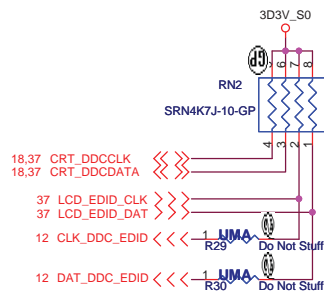 3D3V_S0
GP
5 6 7 8
RN2
SRN4K7J-10-GP
4 3 2 1
18,37 CRT_DDCCLK
18,37 CRT_DDCDATA
37 LCD_EDID_CLK
37 LCD_EDID_DAT
12 CLK_DDC_EDID 1 UMA
R29 Do Not Stuff
12 DAT_DDC_EDID 1 UMA
R30 Do Not Stuff